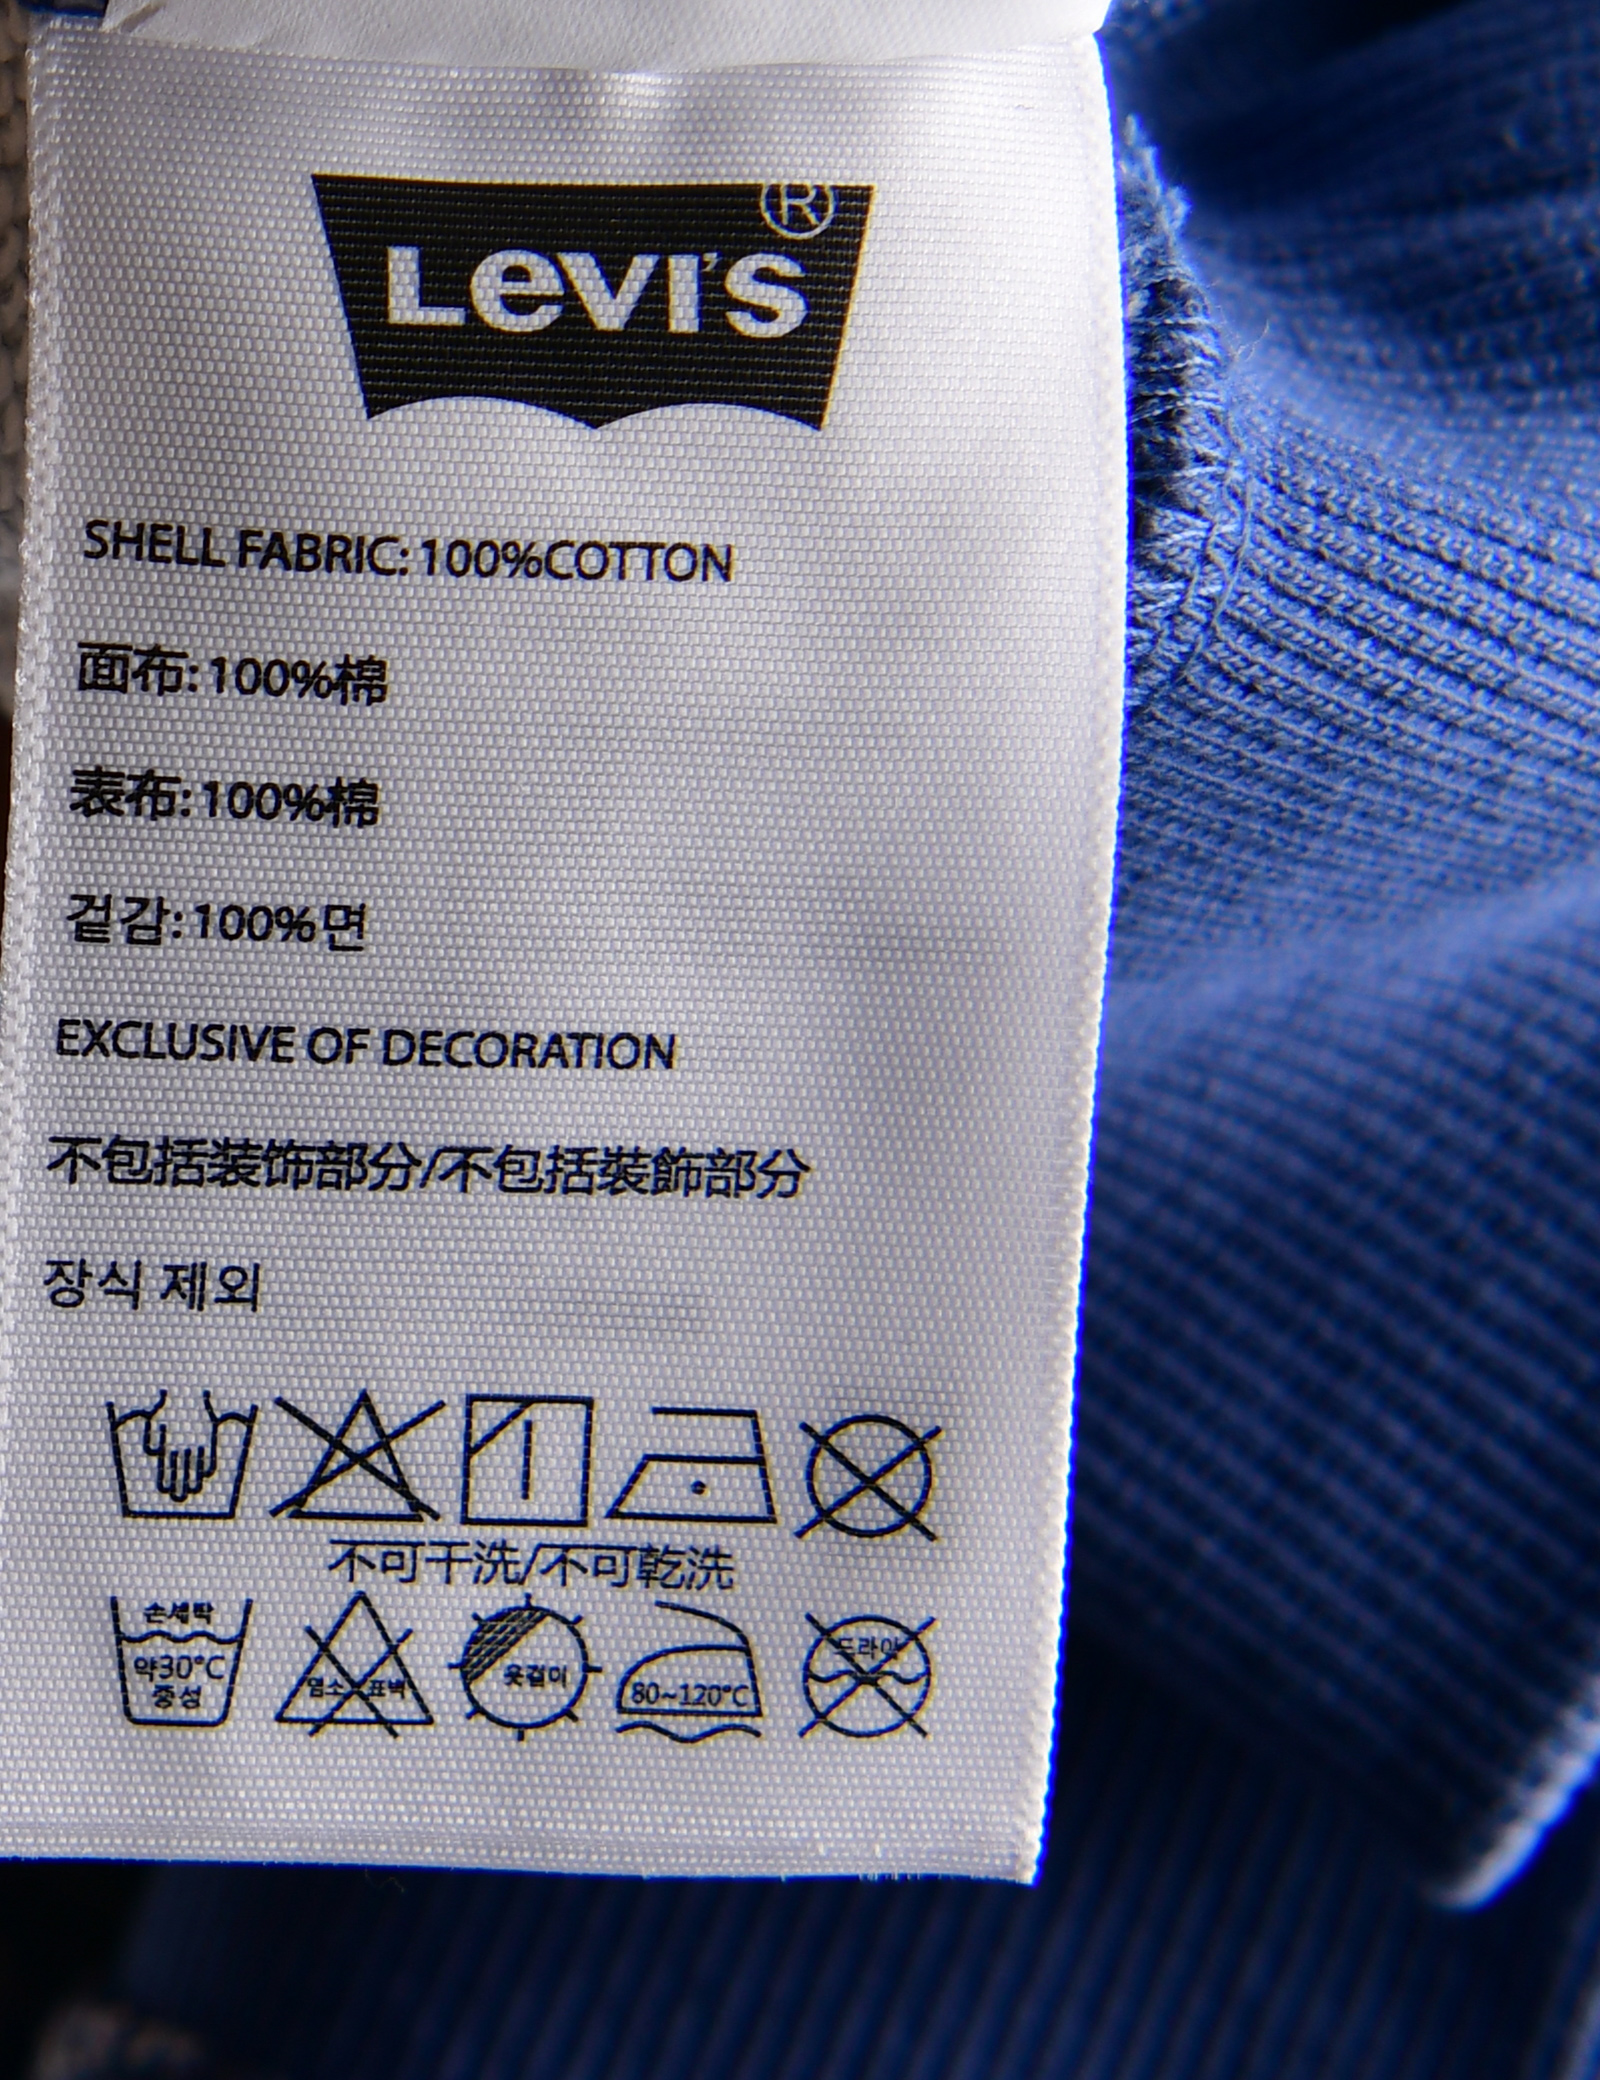 LEVI'S®
SHELL FABRIC: 100%COTTON
面布: 100%棉
表布: 100%棉
겉감: 100%면
EXCLUSIVE OF DECORATION
不包括装饰部分/不包括裝飾部分
장식 제외
不可干洗/不可乾洗
손세탁
약30°C
중성
염소 표백
옷걸이
80~120°C
드라이